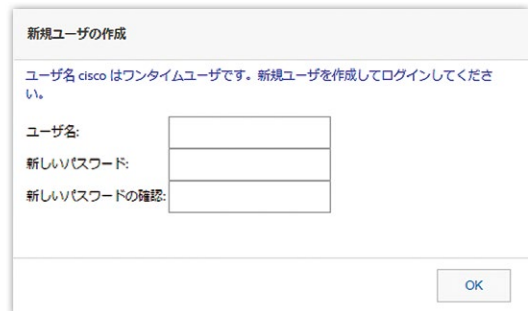 新規ユーザの作成
ユーザ名 cisco はワンタイムユーザです。新規ユーザを作成してログインしてくださ
い。
ユーザ名:
新しいパスワード:
新しいパスワードの確認:
OK